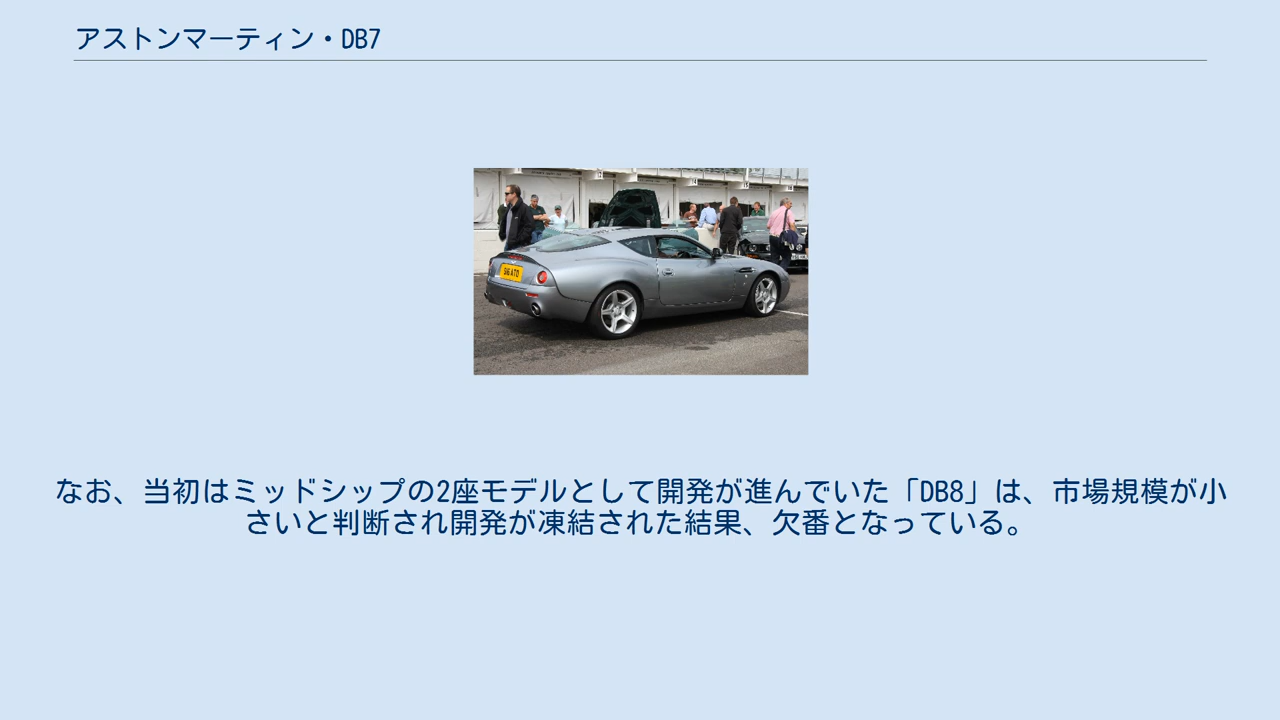 アストンマーティン・DB7
なお、当初はミッドシップの2座モデルとして開発が進んでいた「DB8」は、市場規模が小
さいと判断され開発が凍結された結果、欠番となっている。